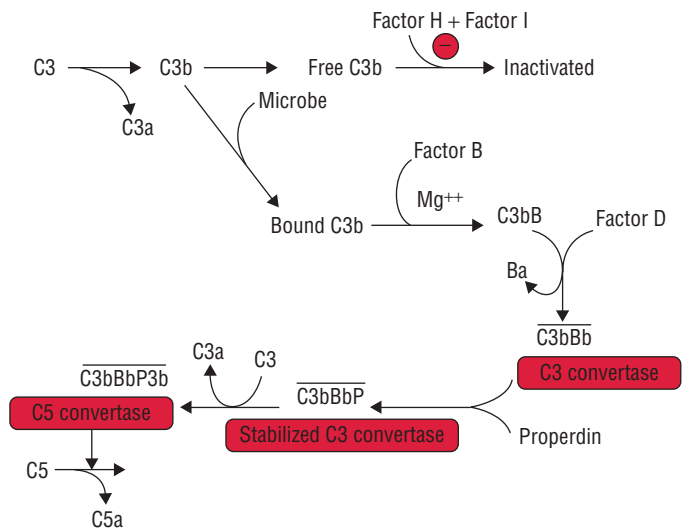 Factor H + Factor I
−
C3
C3b
Free C3b
Inactivated
C3a
Microbe
Factor B
Mg++
Bound C3b
C3bB
Factor D
Ba
C3bBb
C3 convertase
C3a
C3
C3bBbP3b
C3bBbP
C5 convertase
Stabilized C3 convertase
Properdin
C5
C5a